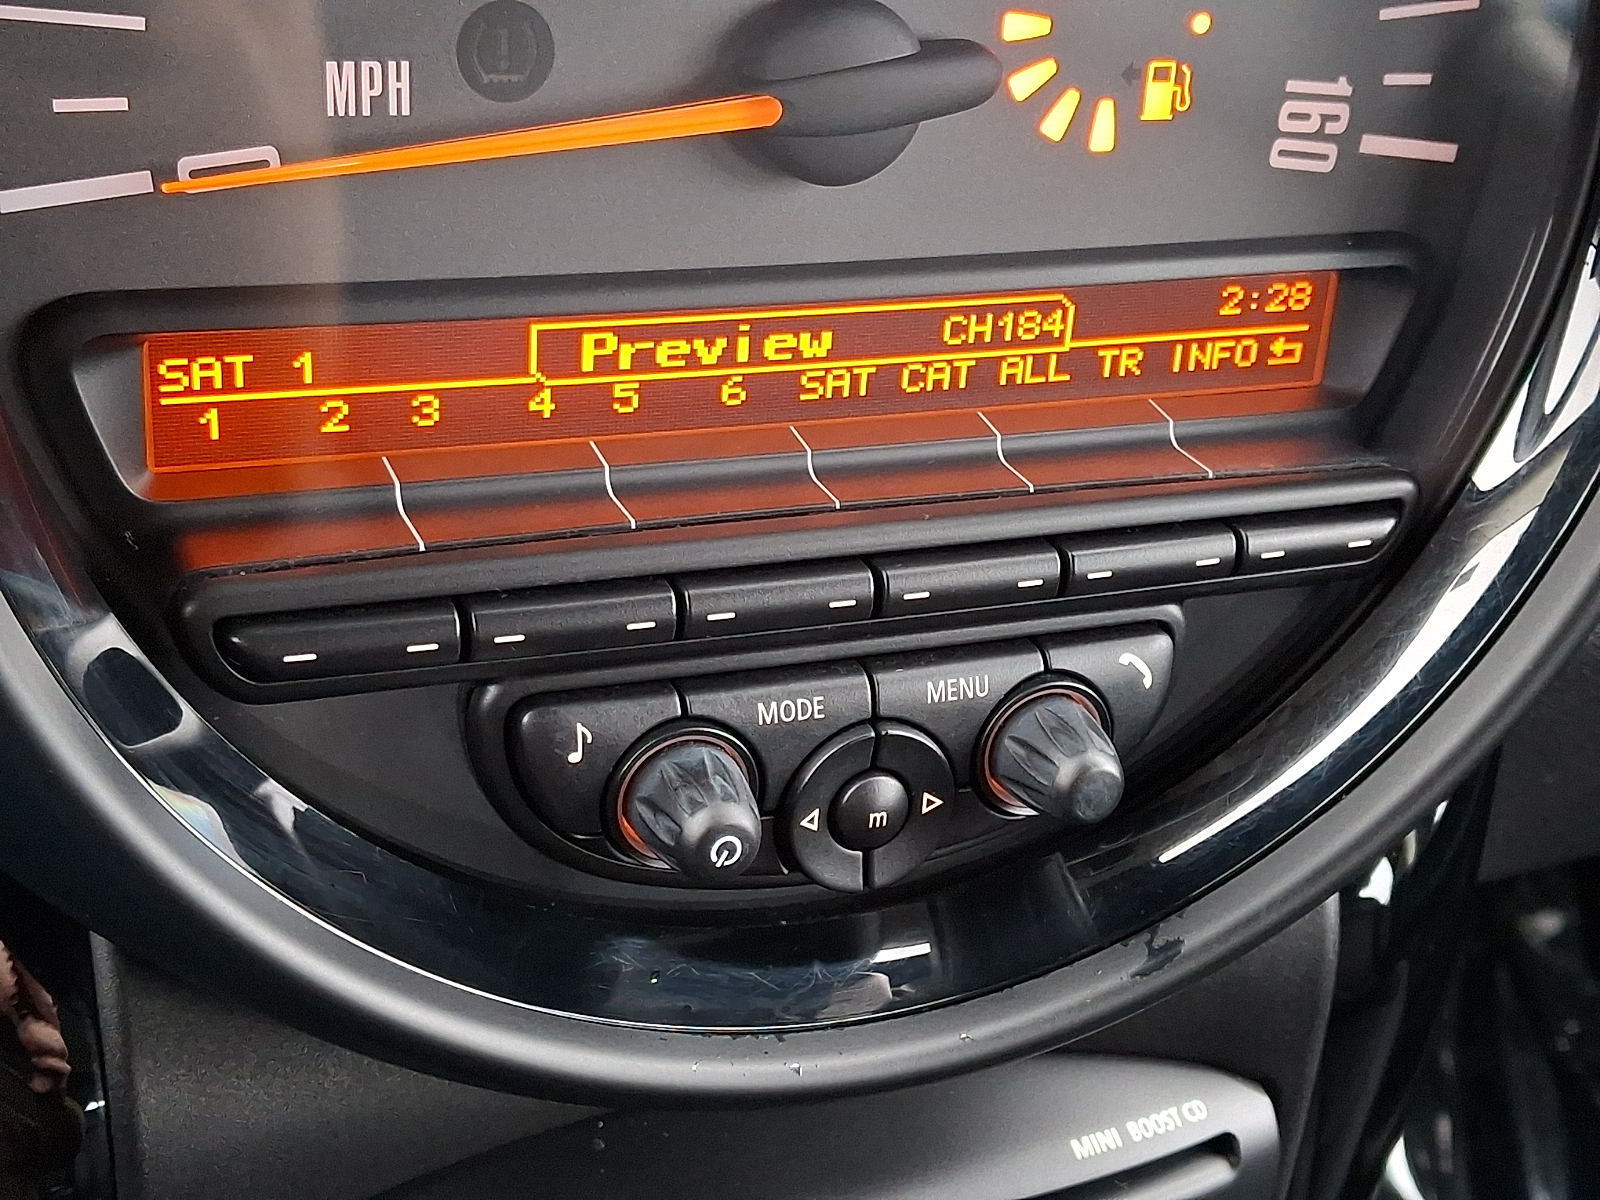 MPH
0
160
SAT 1 Preview CH184 2:28
1 2 3 4 5 6 SAT CAT ALL TR INFO
MODE MENU
m
MINI BOOST CD